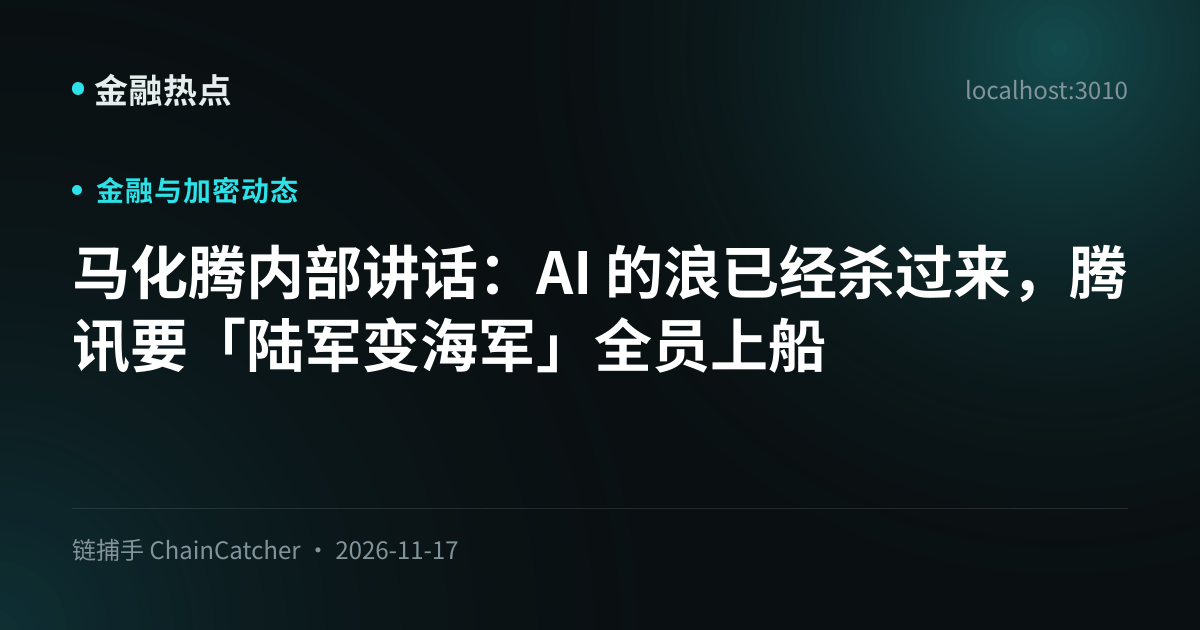 金融热点
localhost:3010
金融与加密动态
马化腾内部讲话：AI 的浪已经杀过来，腾
讯要「陆军变海军」全员上船
链捕手 ChainCatcher · 2026-11-17